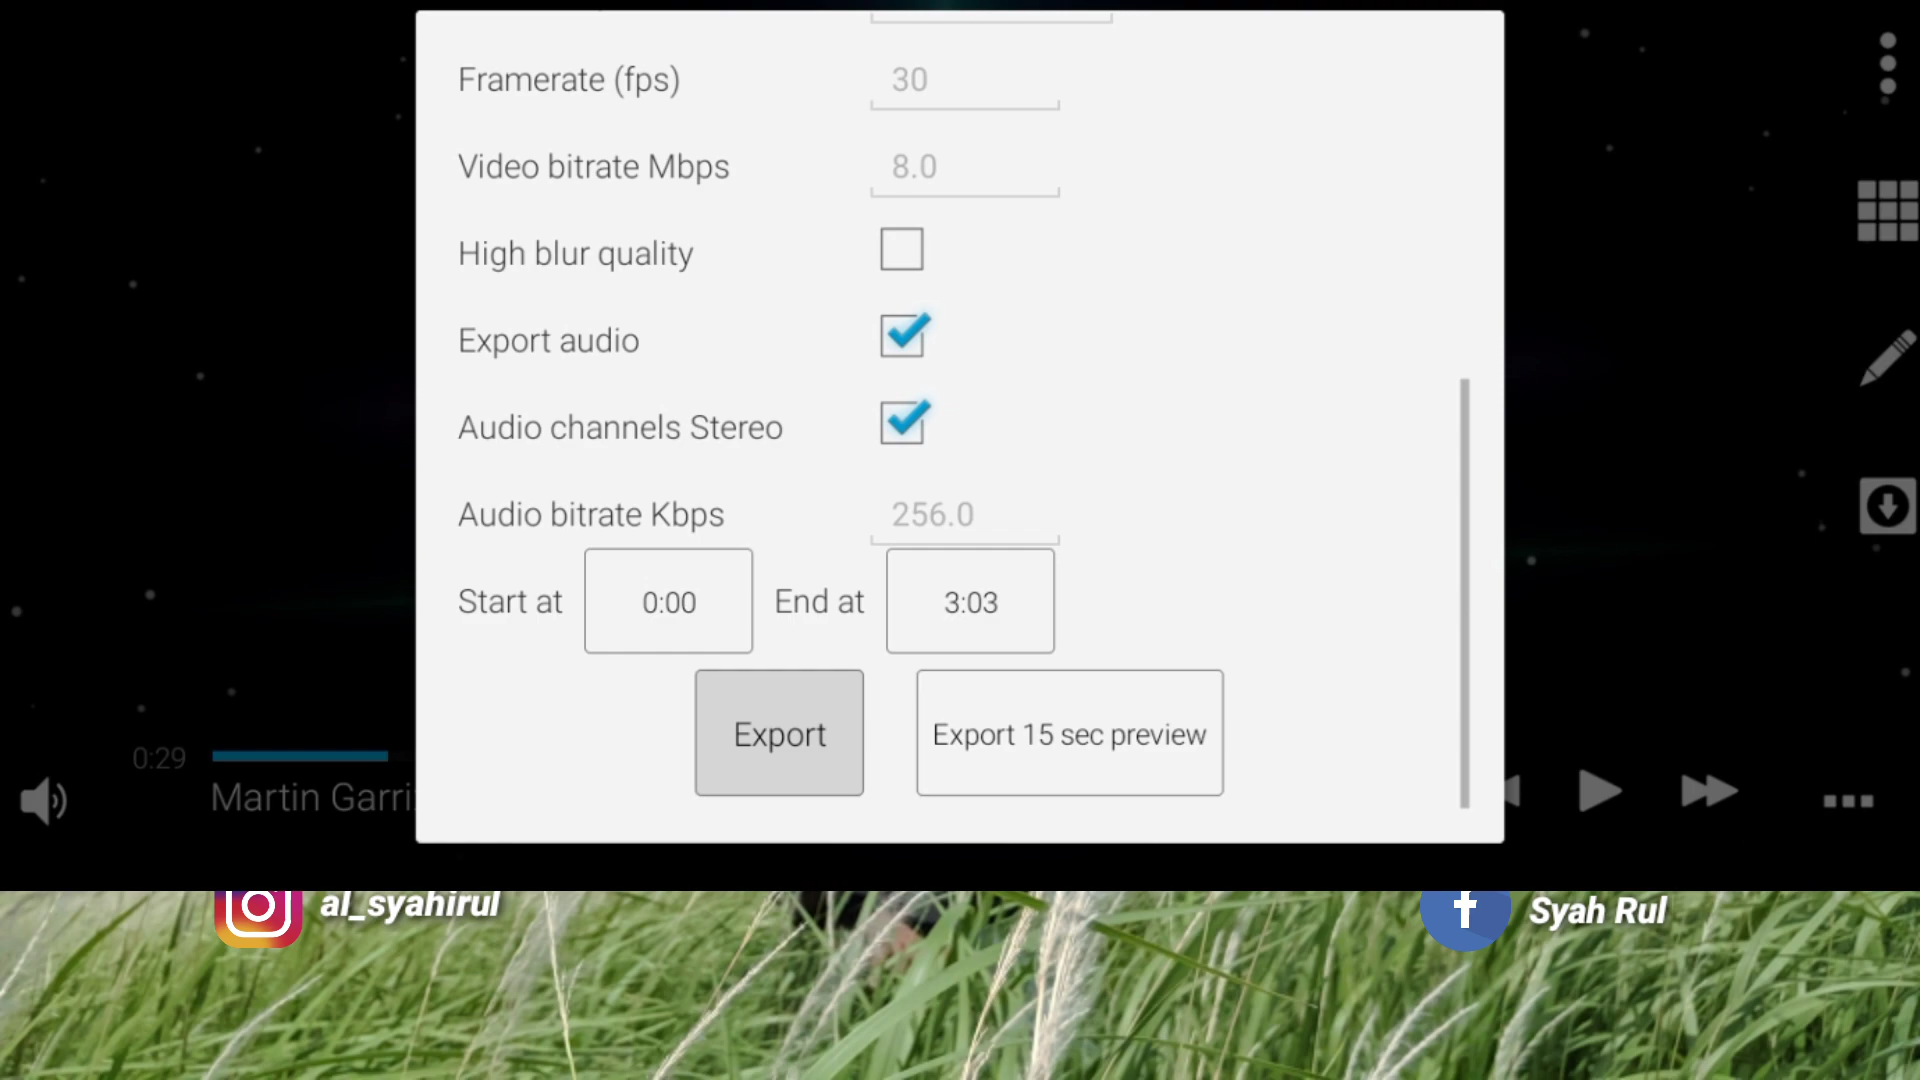 Framerate (fps) 30
Video bitrate Mbps 8.0
High blur quality
Export audio
Audio channels Stereo
Audio bitrate Kbps 256.0
Start at 0:00 End at 3:03
Export Export 15 sec preview
0:29
Martin Garri
al_syahirul Syah Rul